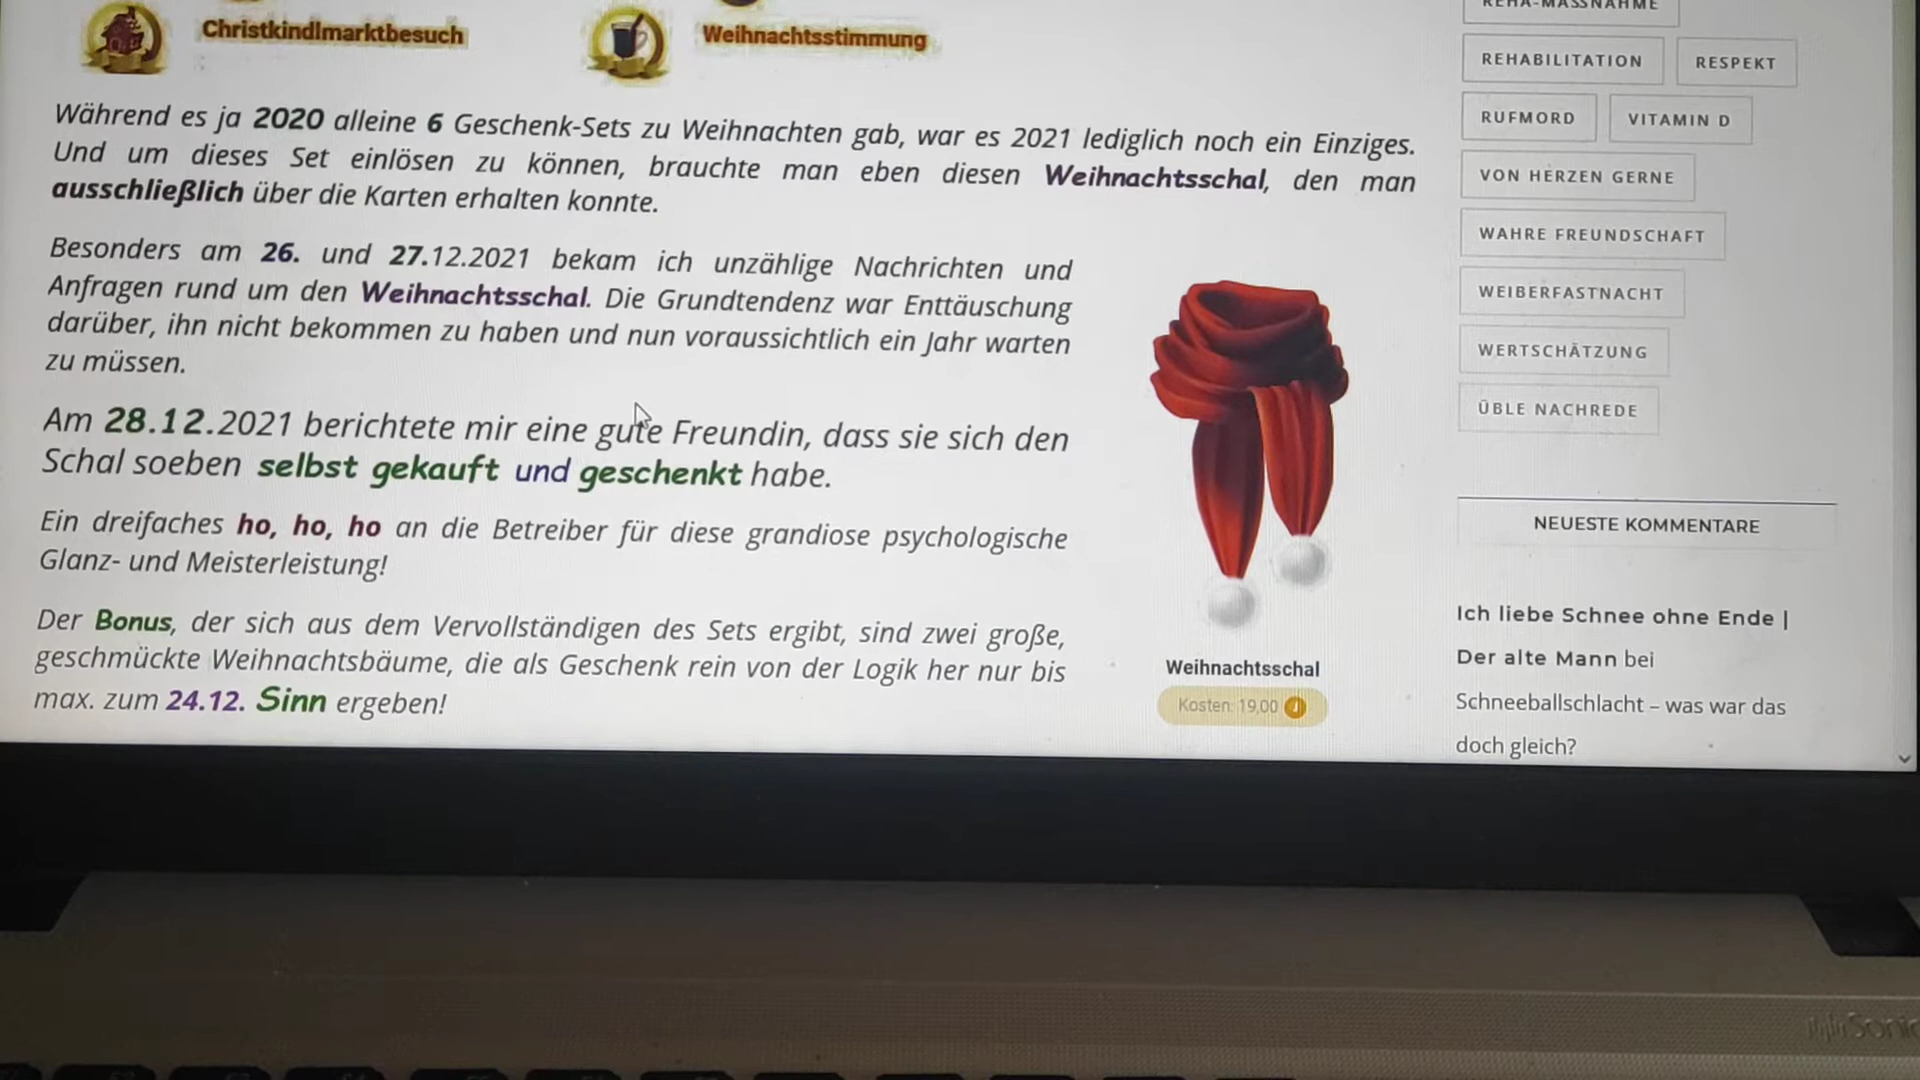 Christkindlmarktbesuch
Weihnachtsstimmung
Während es ja 2020 alleine 6 Geschenk-Sets zu Weihnachten gab, war es 2021 lediglich noch ein Einziges.
Und um dieses Set einlösen zu können, brauchte man eben diesen Weihnachtsschal, den man
ausschließlich über die Karten erhalten konnte.
Besonders am 26. und 27.12.2021 bekam ich unzählige Nachrichten und
Anfragen rund um den Weihnachtsschal. Die Grundtendenz war Enttäuschung
darüber, ihn nicht bekommen zu haben und nun voraussichtlich ein Jahr warten
zu müssen.
Am 28.12.2021 berichtete mir eine gute Freundin, dass sie sich den
Schal soeben selbst gekauft und geschenkt habe.
Ein dreifaches ho, ho, ho an die Betreiber für diese grandiose psychologische
Glanz- und Meisterleistung!
Der Bonus, der sich aus dem Vervollständigen des Sets ergibt, sind zwei große,
geschmückte Weihnachtsbäume, die als Geschenk rein von der Logik her nur bis
max. zum 24.12. Sinn ergeben!
Weihnachtsschal
Kosten: 19,00
REHA-MASSNAHME
REHABILITATION
RESPEKT
RUFMORD
VITAMIN D
VON HERZEN GERNE
WAHRE FREUNDSCHAFT
WEIBERFASTNACHT
WERTSCHÄTZUNG
ÜBLE NACHREDE
NEUESTE KOMMENTARE
Ich liebe Schnee ohne Ende |
Der alte Mann bei
Schneeballschlacht – was war das
doch gleich?